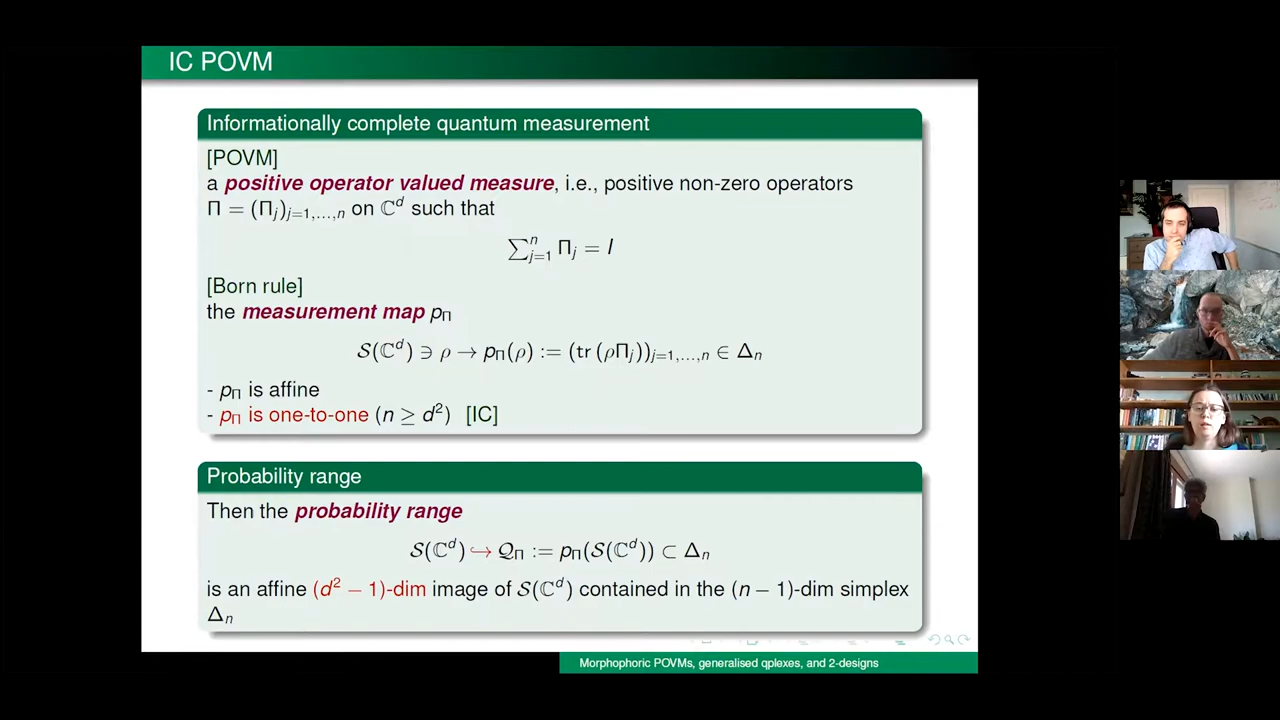 IC POVM
Informationally complete quantum measurement
[POVM]
a positive operator valued measure, i.e., positive non-zero operators
Π = (Π_j)_{j=1,...,n} on ℂ^d such that
∑_{j=1}^n Π_j = I
[Born rule]
the measurement map p_Π
𝒮(ℂ^d) ∋ ρ → p_Π(ρ) := (tr (ρΠ_j))_{j=1,...,n} ∈ Δ_n
- p_Π is affine
- p_Π is one-to-one (n ≥ d^2) [IC]
Probability range
Then the probability range
𝒮(ℂ^d) ↪ 𝒬_Π := p_Π(𝒮(ℂ^d)) ⊂ Δ_n
is an affine (d^2 − 1)-dim image of 𝒮(ℂ^d) contained in the (n − 1)-dim simplex
Δ_n
Morphophoric POVMs, generalised qplexes, and 2-designs